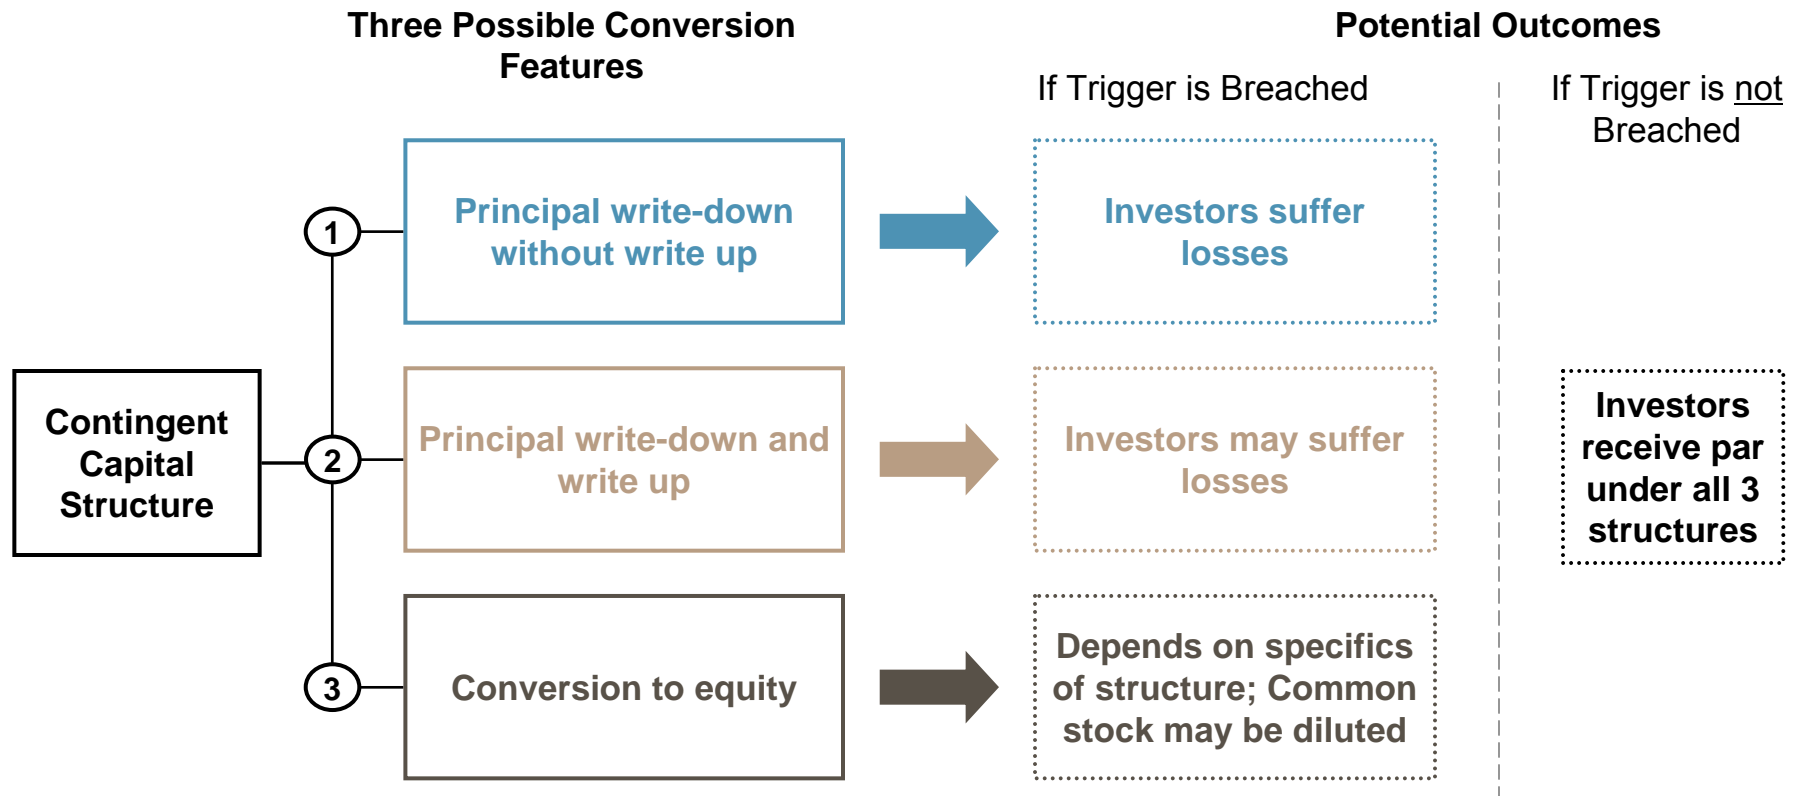 Three Possible Conversion
Features
Potential Outcomes
If Trigger is Breached
If Trigger is not
Breached
1
Principal write-down
without write up
Investors suffer
losses
Contingent
Capital
Structure
2
Principal write-down and
write up
Investors may suffer
losses
Investors
receive par
under all 3
structures
3
Conversion to equity
Depends on specifics
of structure; Common
stock may be diluted